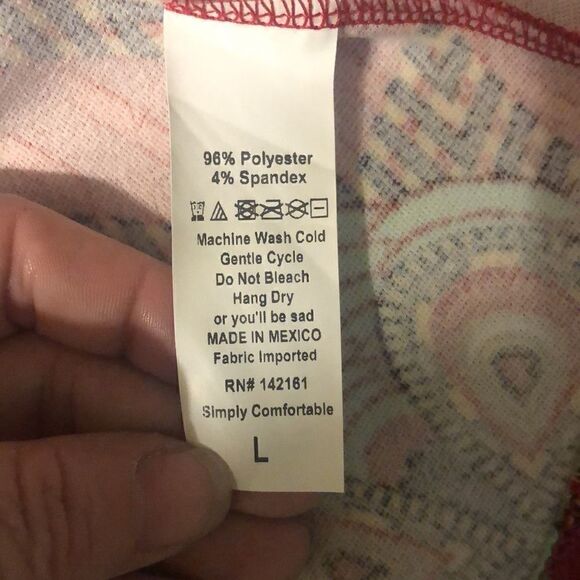 96% Polyester
4% Spandex
Machine Wash Cold
Gentle Cycle
Do Not Bleach
Hang Dry
or you'll be sad
MADE IN MEXICO
Fabric Imported
RN# 142161
Simply Comfortable
L